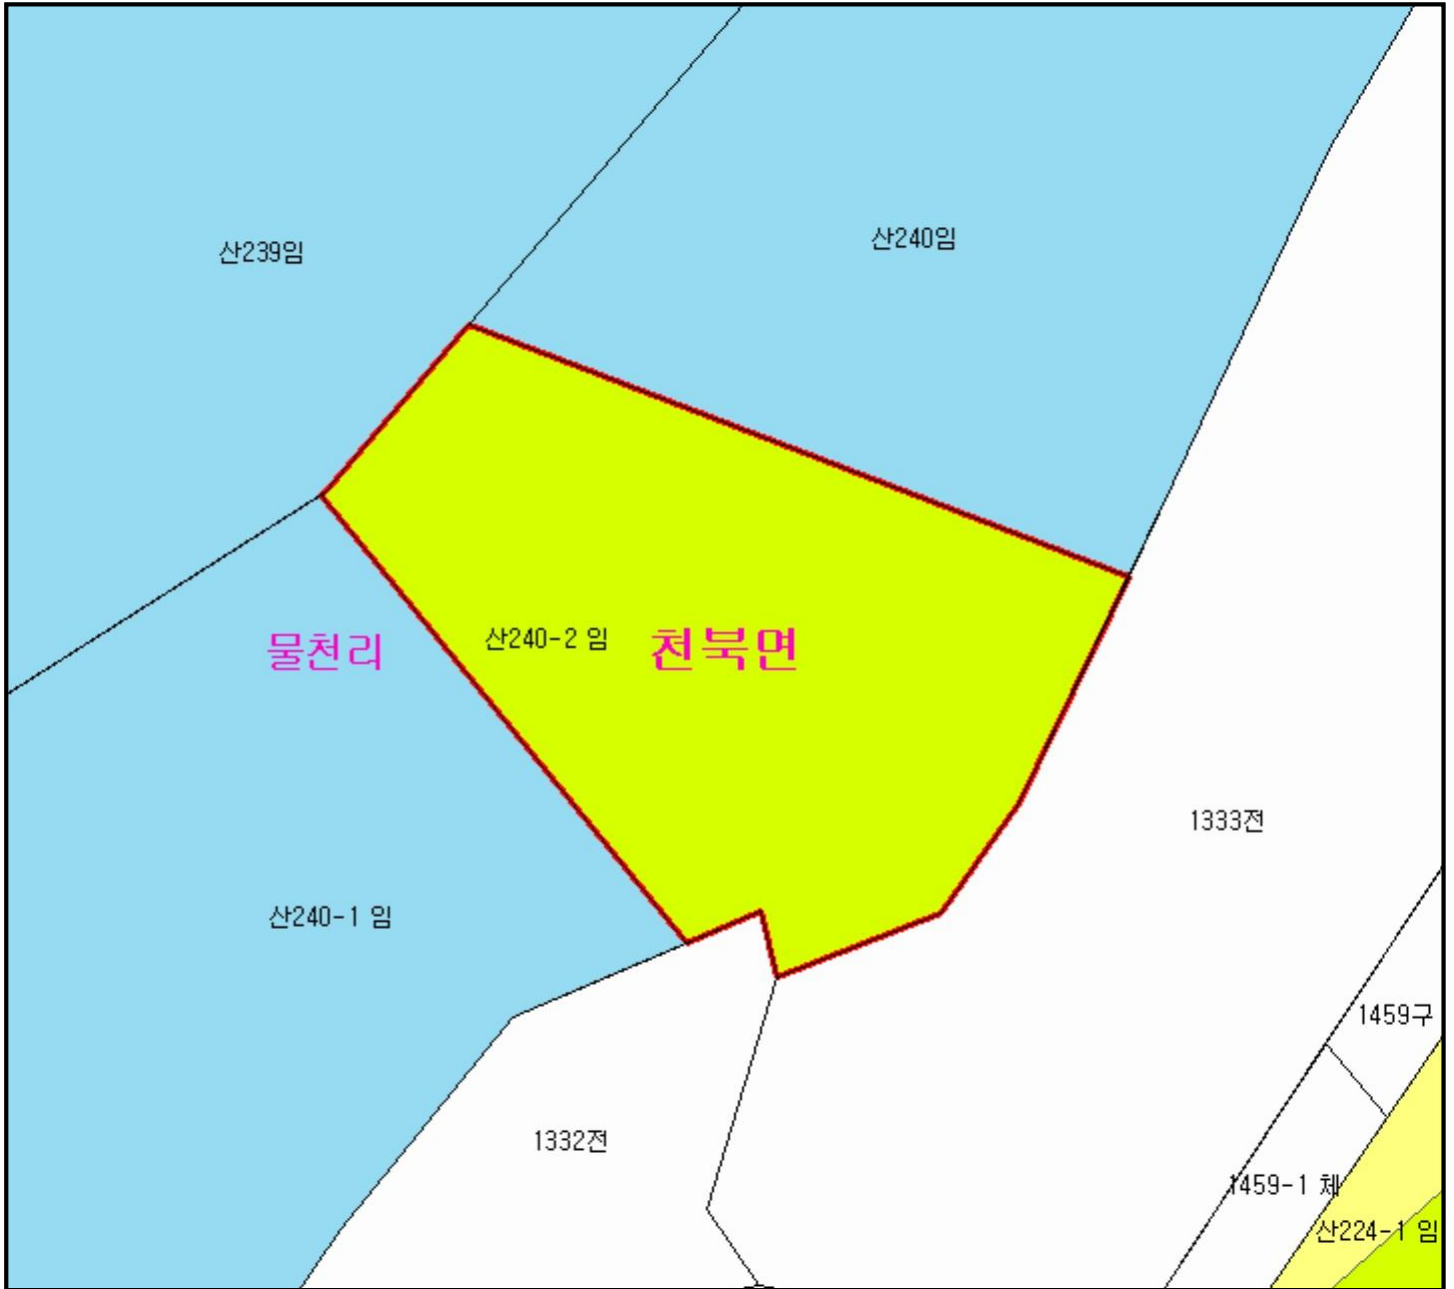 산240임
산239임
산240-2 임
천북면
물천리
1333전
산240-1 임
1459구
1332전
1459-1 체
산224-1 임